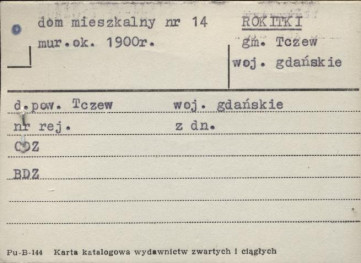 dom mieszkalny nr 14 ROKITKI
mur.ok. 1900r. gm. Tczew
woj. gdańskie
d.pow. Tczew woj. gdańskie
nr rej. z dn.
CDZ
BDZ
Pu-B-144 Karta katalogowa wydawnictw zwartych i ciągłych